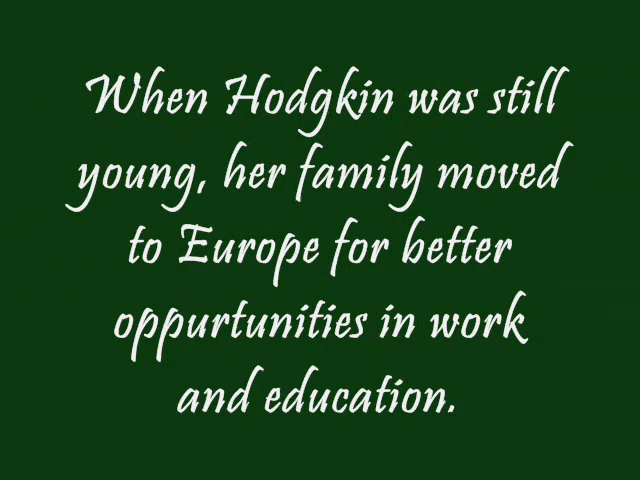 When Hodgkin was still
young, her family moved
to Europe for better
oppurtunities in work
and education.